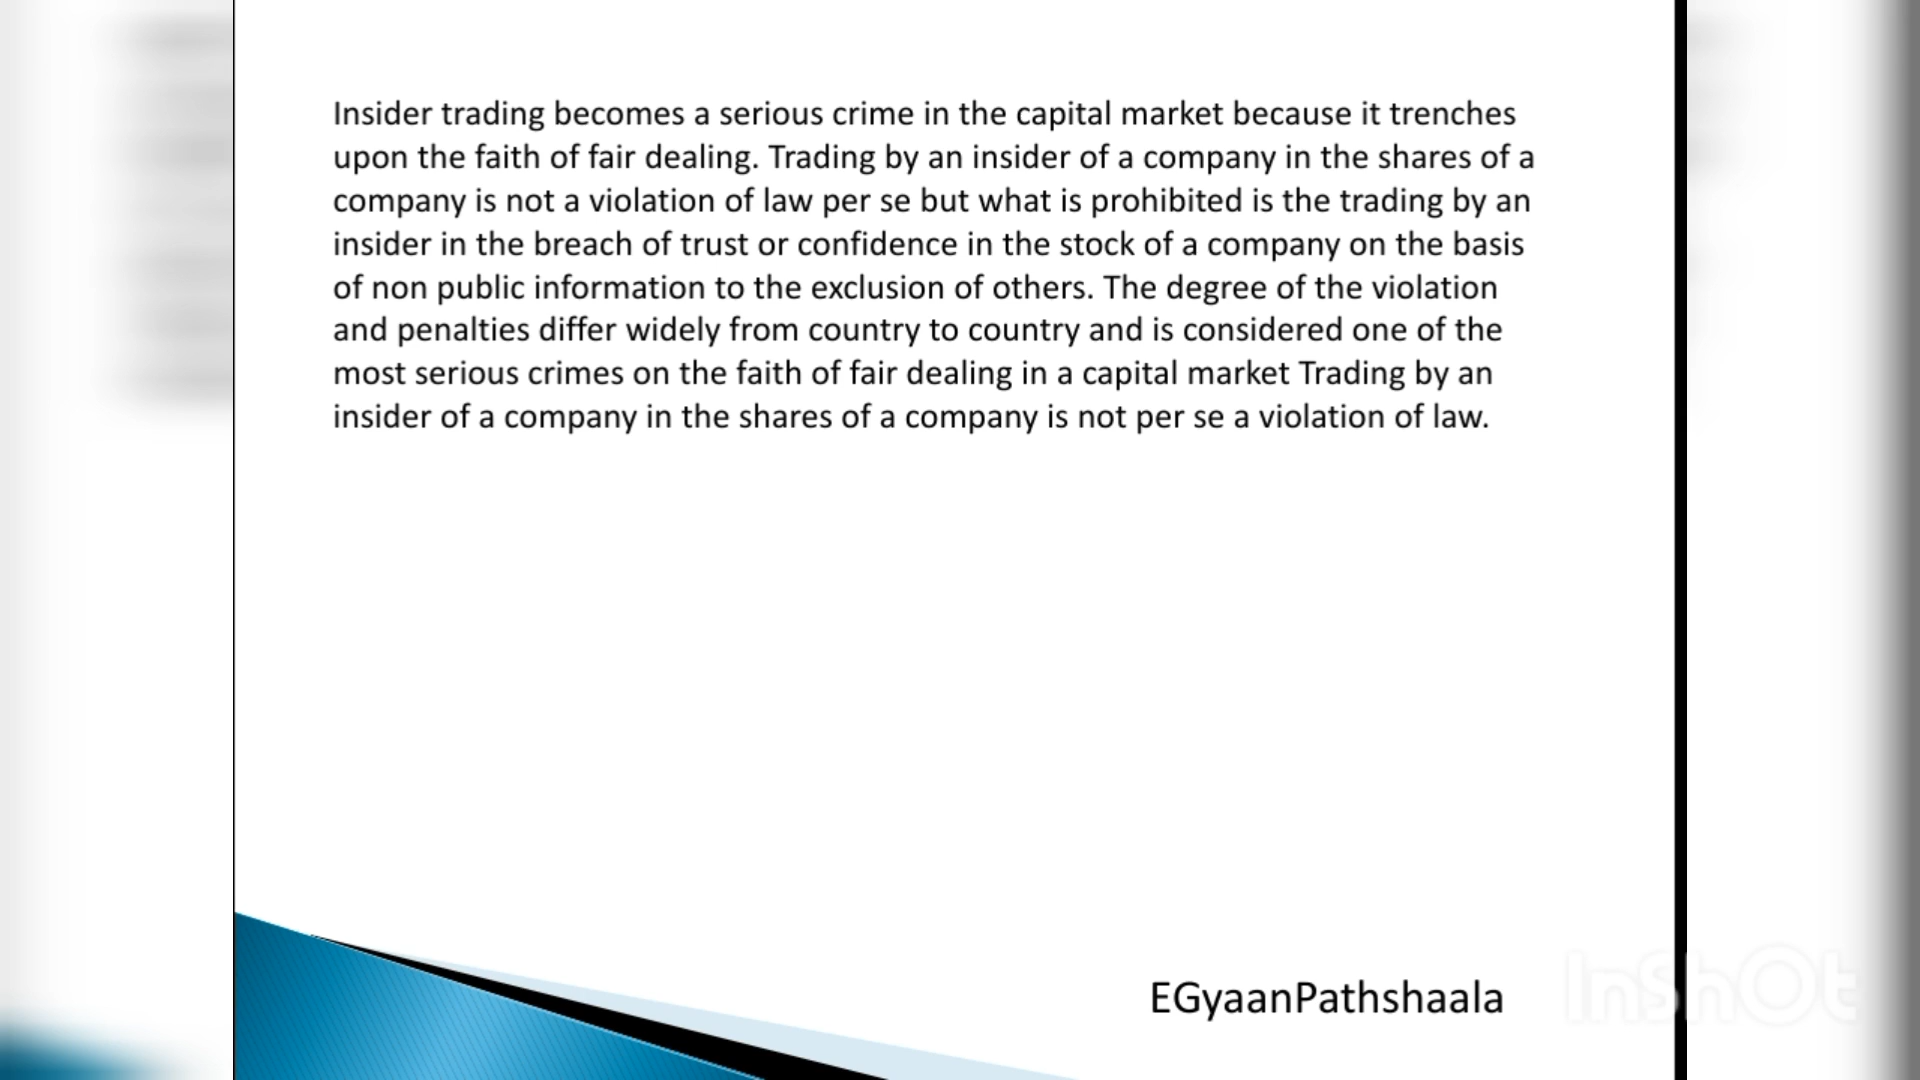 Insider trading becomes a serious crime in the capital market because it trenches
upon the faith of fair dealing. Trading by an insider of a company in the shares of a
company is not a violation of law per se but what is prohibited is the trading by an
insider in the breach of trust or confidence in the stock of a company on the basis
of non public information to the exclusion of others. The degree of the violation
and penalties differ widely from country to country and is considered one of the
most serious crimes on the faith of fair dealing in a capital market Trading by an
insider of a company in the shares of a company is not per se a violation of law.
EGyaanPathshaala
InShOt